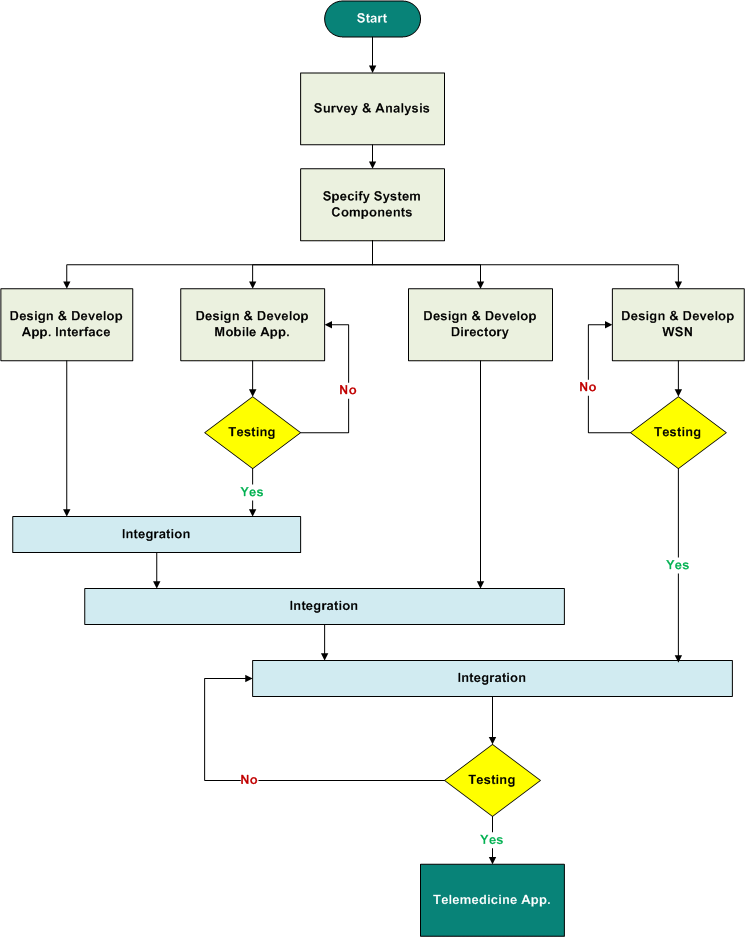 Start
Survey & Analysis
Specify System
Components
Design & Develop
App. Interface
Design & Develop
Mobile App.
Design & Develop
Directory
Design & Develop
WSN
No
No
Testing
Testing
Yes
Integration
Yes
Integration
Integration
No
Testing
Yes
Telemedicine App.